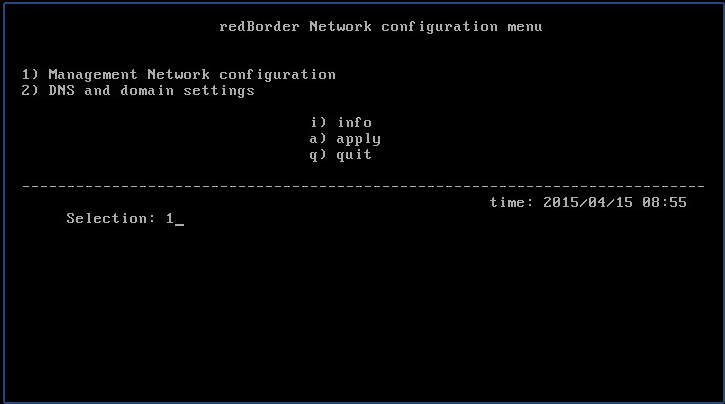 redBorder Network configuration menu
1) Management Network configuration
2) DNS and domain settings
i) info
a) apply
q) quit
--------------------------------------------------------------------------
time: 2015/04/15 08:55
Selection: 1_